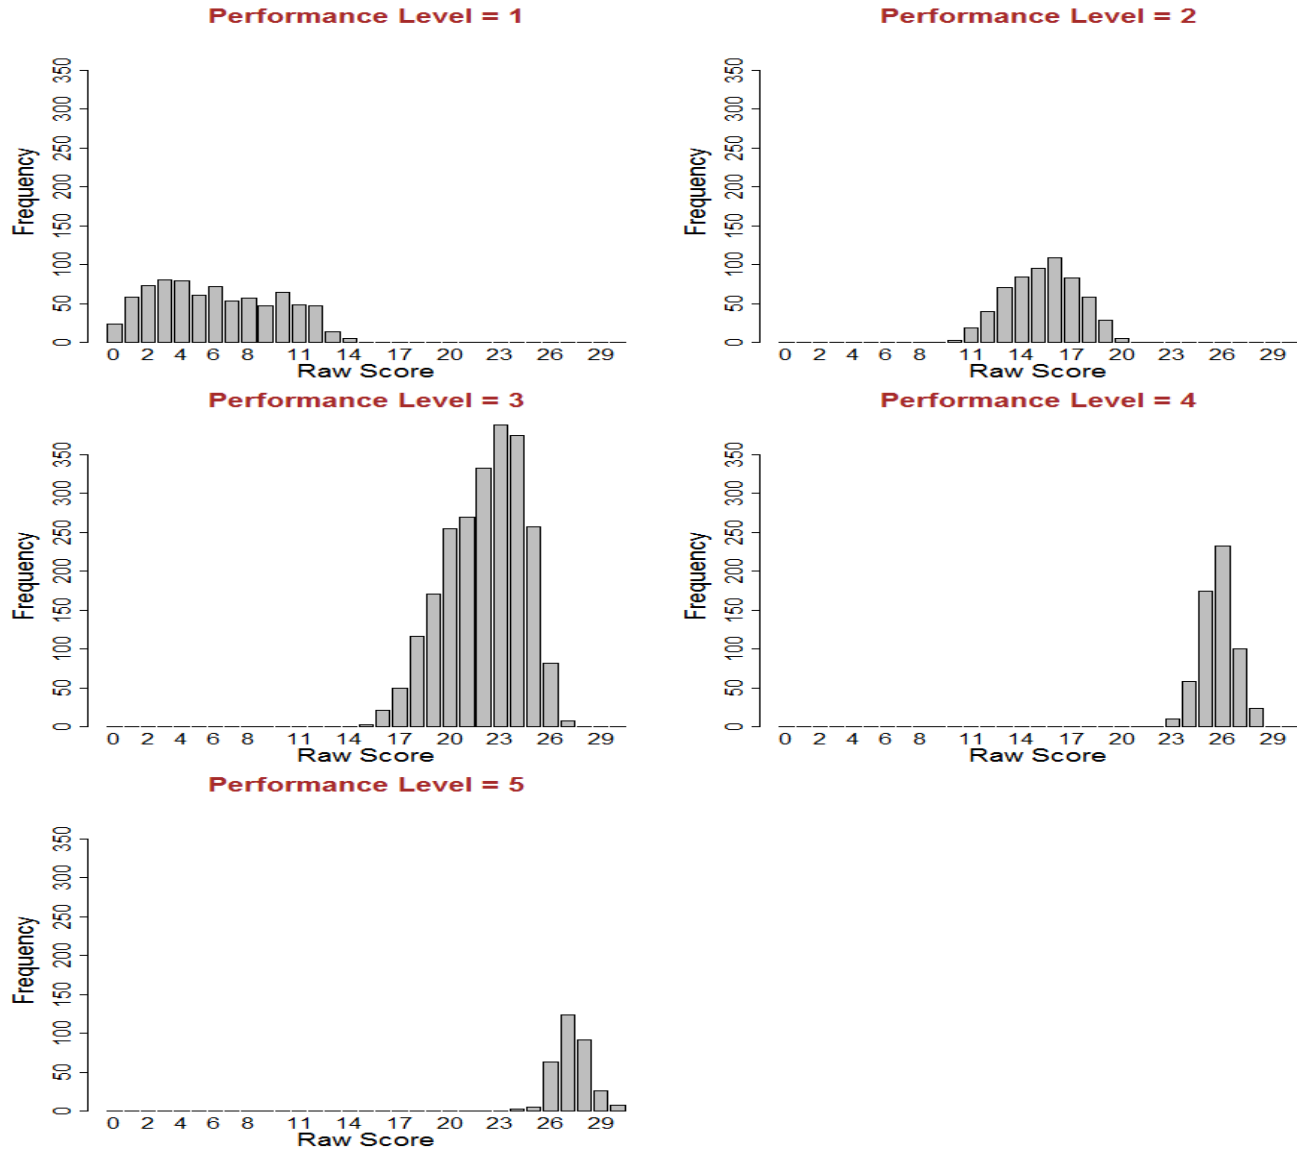 Performance Level = 1
Frequency
0 50 100 150 200 250 300 350
0 2 4 6 8 11 14 17 20 23 26 29
Raw Score
Performance Level = 2
Frequency
0 50 100 150 200 250 300 350
0 2 4 6 8 11 14 17 20 23 26 29
Raw Score
Performance Level = 3
Frequency
0 50 100 150 200 250 300 350
0 2 4 6 8 11 14 17 20 23 26 29
Raw Score
Performance Level = 4
Frequency
0 50 100 150 200 250 300 350
0 2 4 6 8 11 14 17 20 23 26 29
Raw Score
Performance Level = 5
Frequency
0 50 100 150 200 250 300 350
0 2 4 6 8 11 14 17 20 23 26 29
Raw Score